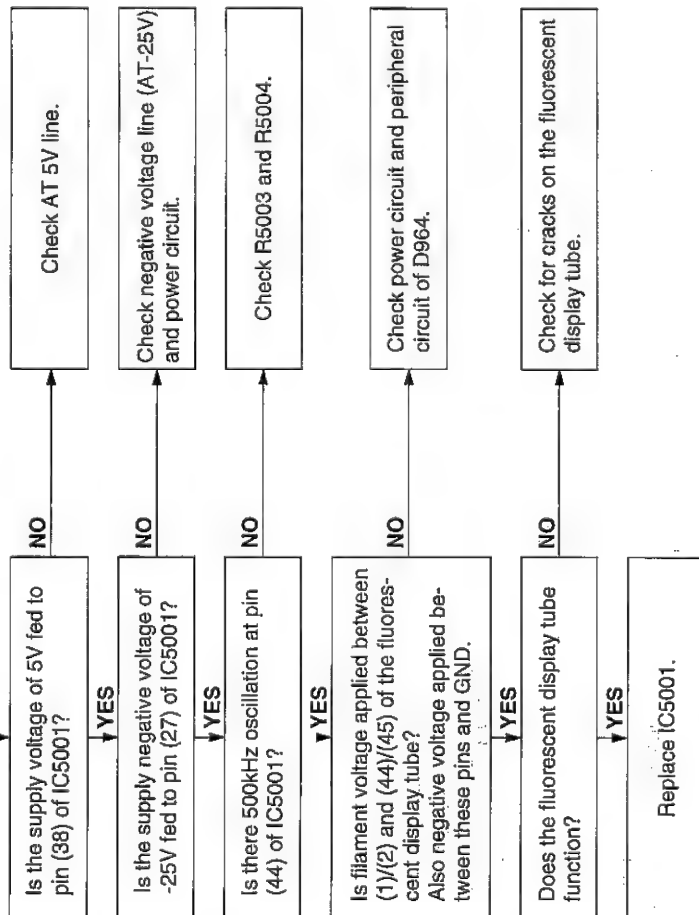 Is the supply voltage of 5V fed to
pin (38) of IC5001?
NO
Check AT 5V line.
YES
Is the supply negative voltage of
-25V fed to pin (27) of IC5001?
NO
Check negative voltage line (AT-25V)
and power circuit.
YES
Is there 500kHz oscillation at pin
(44) of IC5001?
NO
Check R5003 and R5004.
YES
Is filament voltage applied between
(1)/(2) and (44)/(45) of the fluores-
cent display tube?
Also negative voltage applied be-
tween these pins and GND.
NO
Check power circuit and peripheral
circuit of D964.
YES
Does the fluorescent display tube
function?
NO
Check for cracks on the fluorescent
display tube.
YES
Replace IC5001.